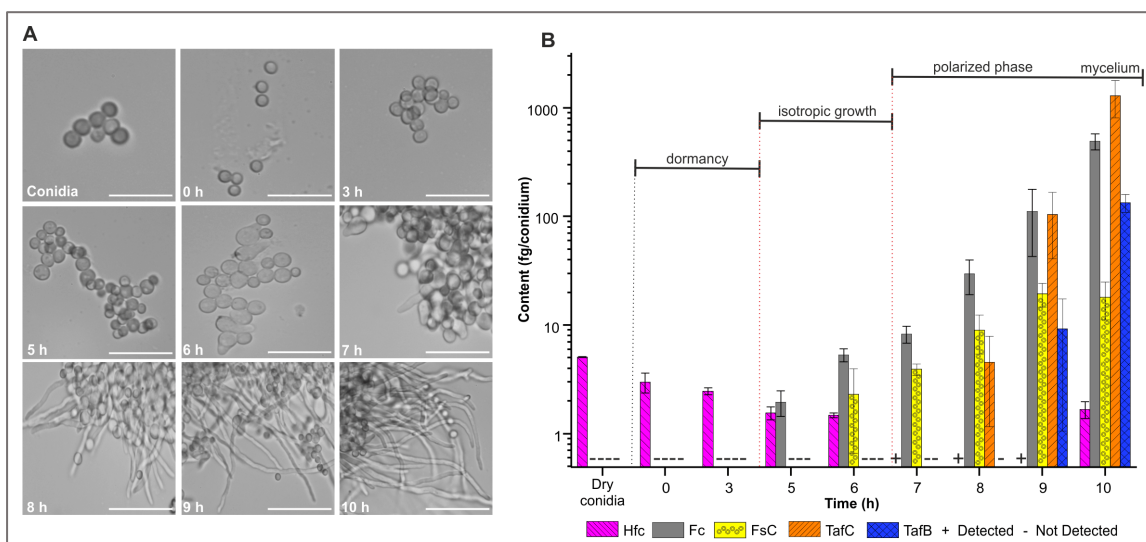 A
Conidia
0 h
3 h
5 h
6 h
7 h
8 h
9 h
10 h
B
polarized phase
mycelium
isotropic growth
dormancy
Content (fg/conidium)
1000
100
10
1
----
----
----
---
--
+
--
+
-
+
Dry
conidia
0
3
5
6
7
8
9
10
Time (h)
Hfc
Fc
FsC
TafC
TafB
+ Detected
- Not Detected